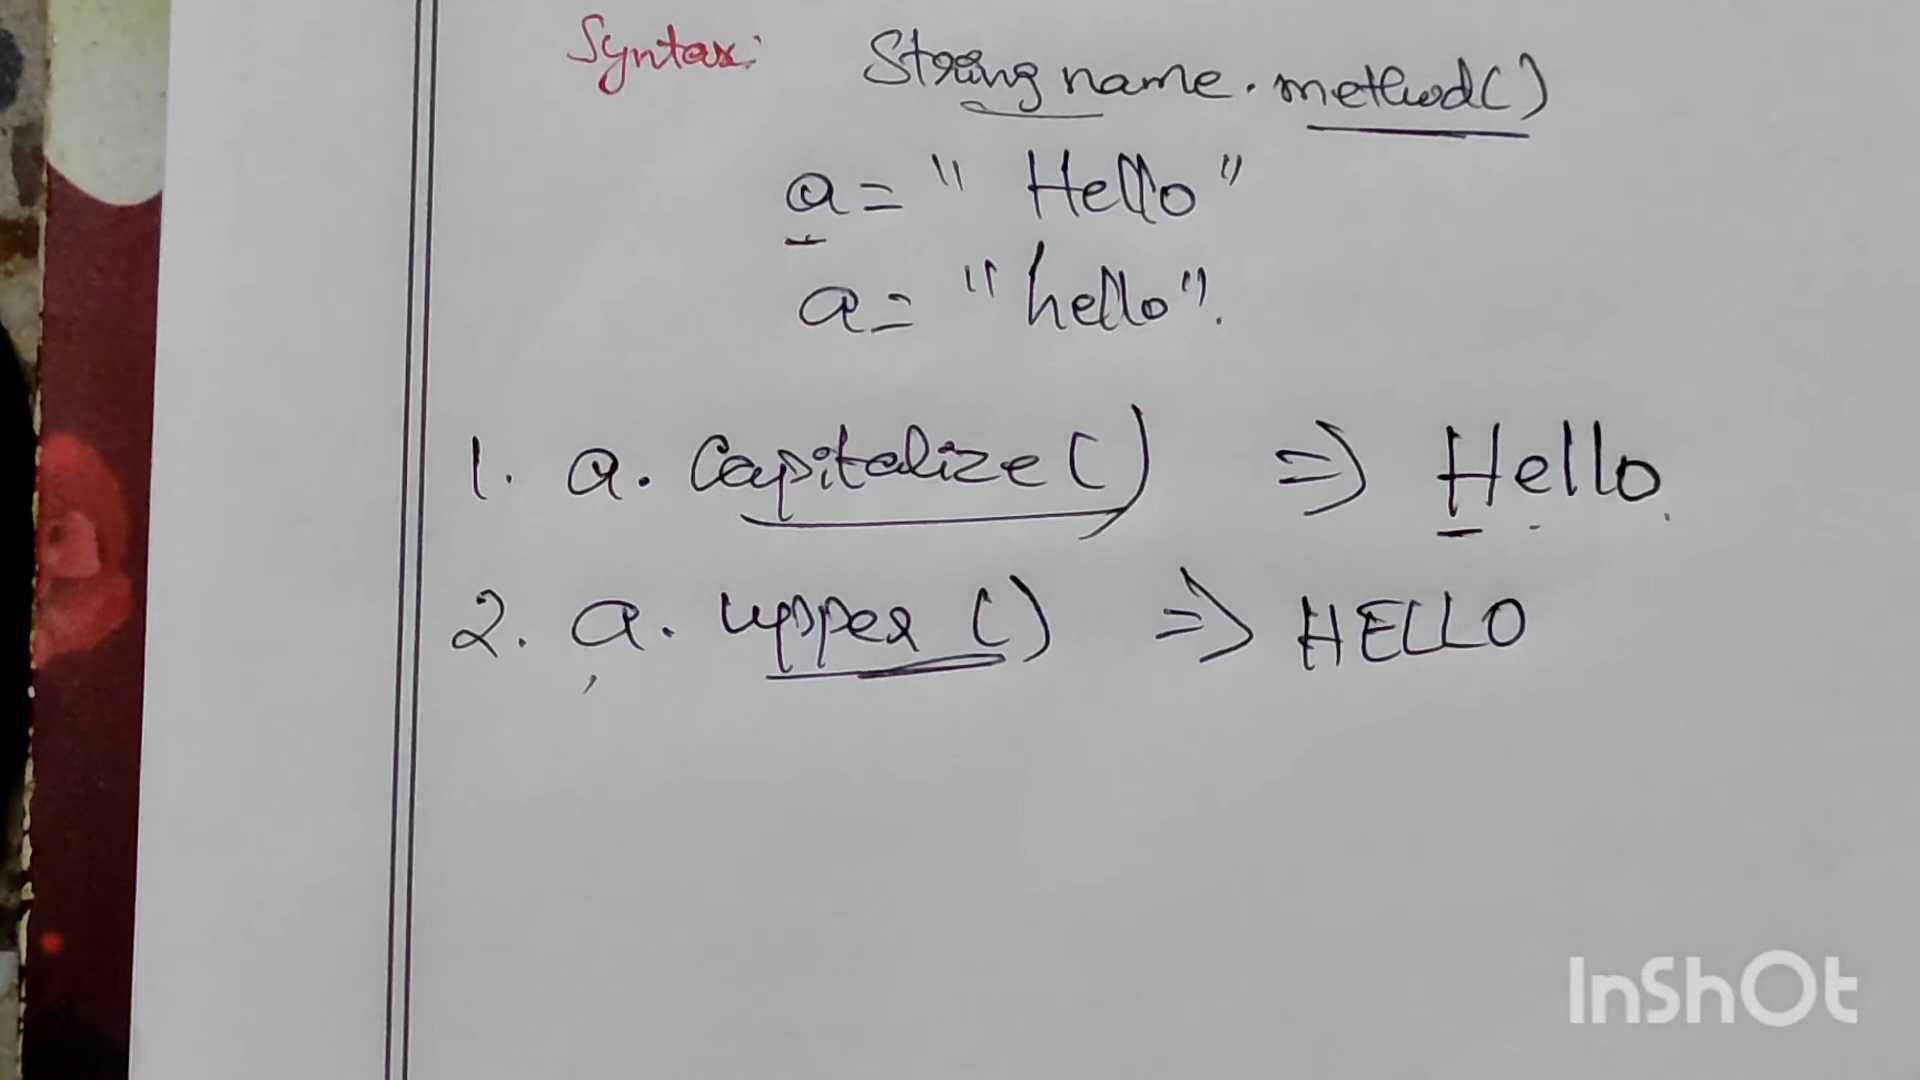 Syntax: String name.method()
a = "Hello"
a = "hello".
1. a. Capitalize() => Hello.
2. a. upper () => HELLO
InShOt